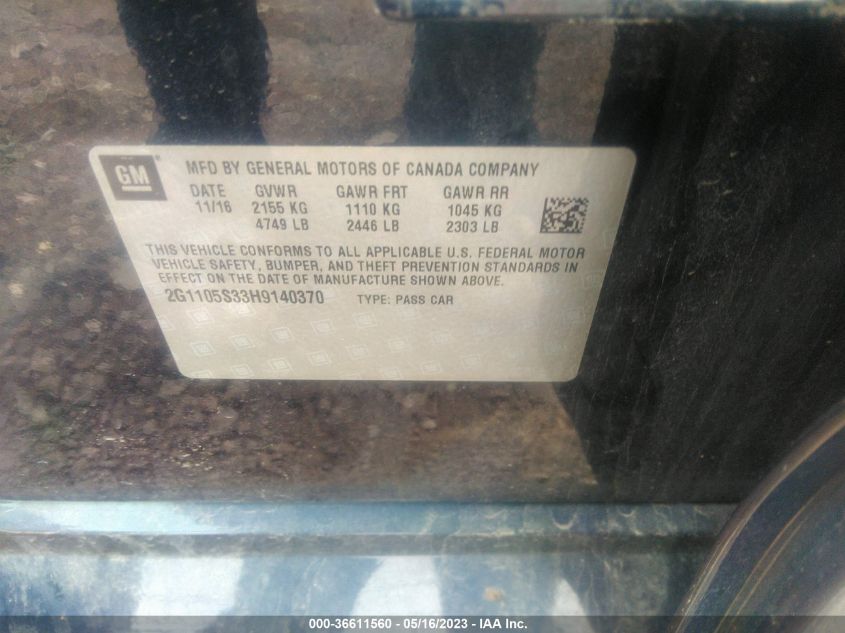 GM ®
MFD BY GENERAL MOTORS OF CANADA COMPANY
DATE GVWR GAWR FRT GAWR RR
11/16 2155 KG 1110 KG 1045 KG
4749 LB 2446 LB 2303 LB
THIS VEHICLE CONFORMS TO ALL APPLICABLE U.S. FEDERAL MOTOR
VEHICLE SAFETY, BUMPER, AND THEFT PREVENTION STANDARDS IN
EFFECT ON THE DATE OF MANUFACTURE SHOWN ABOVE.
2G1105S33H9140370 TYPE: PASS CAR
000-36611560 - 05/16/2023 - IAA Inc.